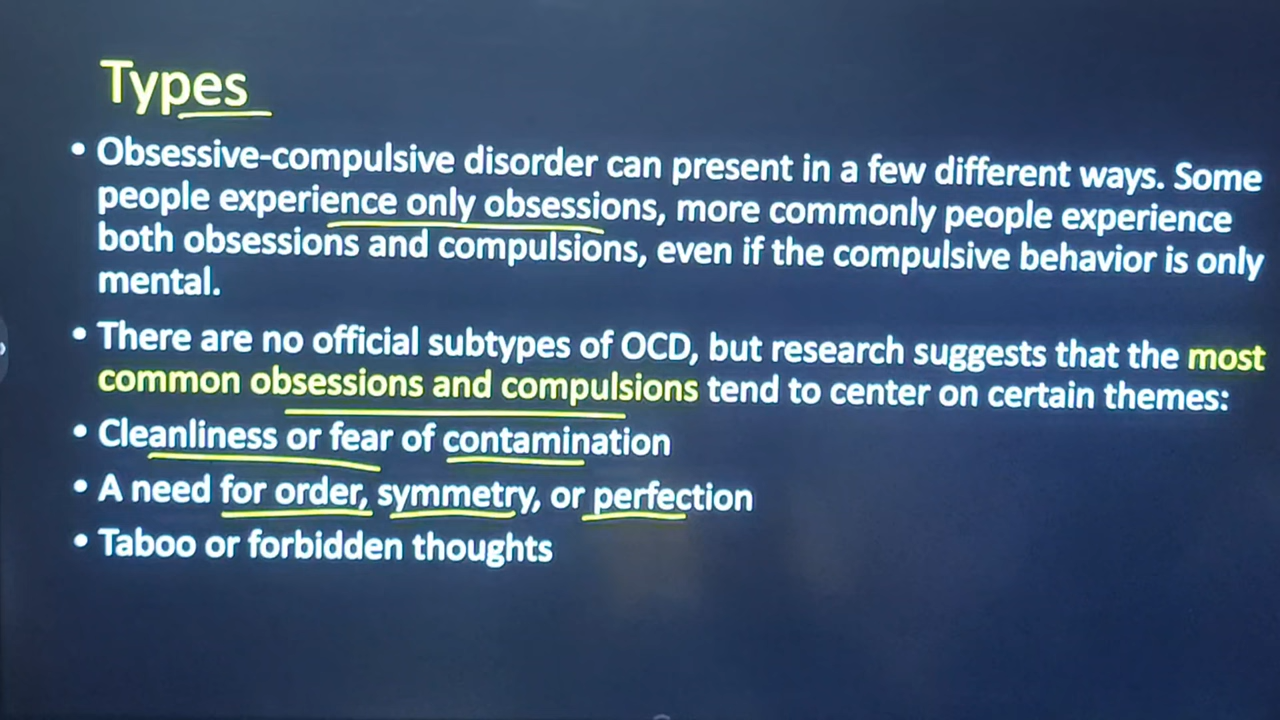 Types
• Obsessive-compulsive disorder can present in a few different ways. Some
people experience only obsessions, more commonly people experience
both obsessions and compulsions, even if the compulsive behavior is only
mental.
• There are no official subtypes of OCD, but research suggests that the most
common obsessions and compulsions tend to center on certain themes:
• Cleanliness or fear of contamination
• A need for order, symmetry, or perfection
• Taboo or forbidden thoughts